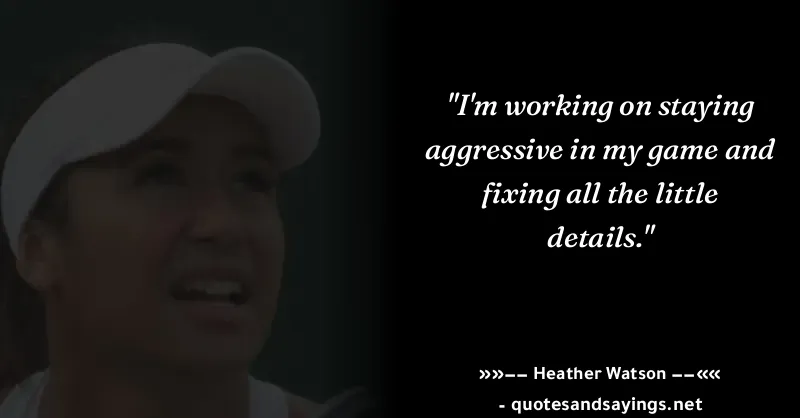 "I'm working on staying
aggressive in my game and
fixing all the little
details."
»»–– Heather Watson ––««
- quotesandsayings.net